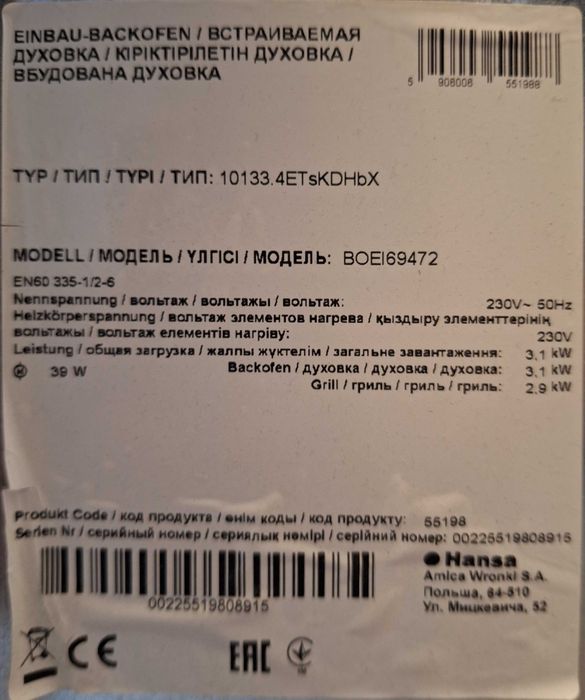 EINBAU-BACKOFEN / ВСТРАИВАЕМАЯ
ДУХОВКА / КІРІКТІРІЛЕТІН ДУХОВКА /
ВБУДОВАНА ДУХОВКА
5 906006 551988
TYP / ТИП / ТҮРІ / ТИП: 10133.4ETsKDHbX
MODELL / МОДЕЛЬ / ҮЛГІСІ / МОДЕЛЬ: BOEI69472
EN60 335-1/2-6
Nennspannung / вольтаж / вольтажы / вольтаж: 230V~ 50Hz
Heizkörperspannung / вольтаж элементов нагрева / қыздыру элементтерінің
вольтажы / вольтаж елементів нагріву: 230V
Leistung / общая загрузка / жалпы жүктелім / загальне завантаження: 3,1 kW
39 W Backofen / духовка / духовка / духовка: 3,1 kW
Grill / гриль / гриль / гриль: 2,9 kW
Produkt Code / код продукта / өнім коды / код продукту: 55198
Serien Nr / серийный номер / сериялық немірі / серійний номер: 00225519808915
Hansa
Amica Wronki S.A.
Польша, 64-510
Ул. Мицкевича, 52
00225519808915
CE
EAC